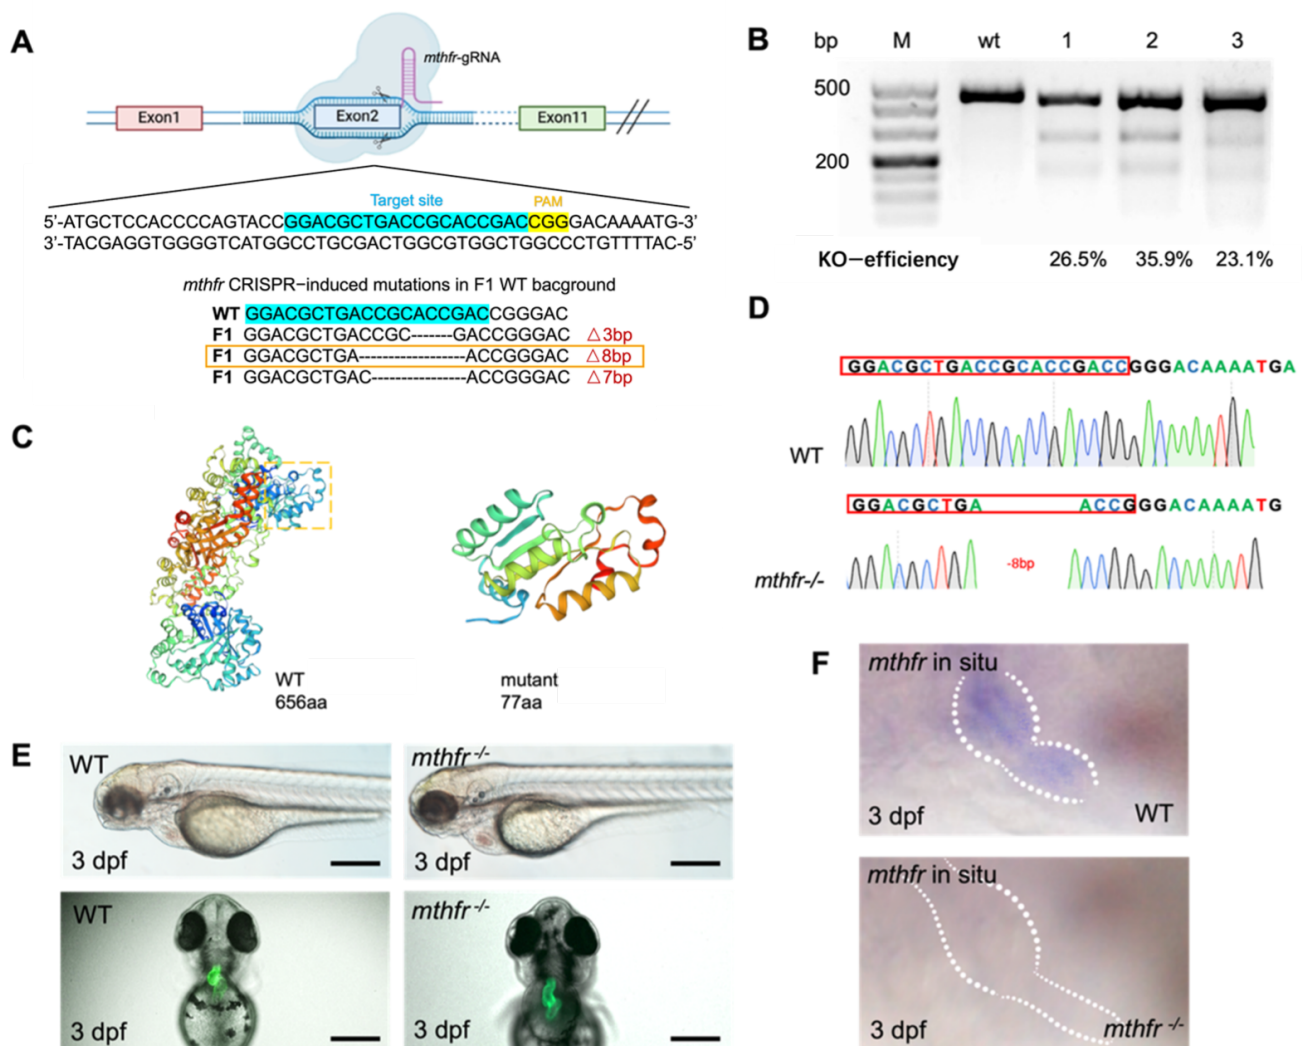 A
mthfr-gRNA
Exon1
Exon2
Exon11
Target site
PAM
5'-ATGCTCCACCCCAGTACCGGACGCTGACCGCACCGACCGGGACAAAATG-3'
3'-TACGAGGTGGGGTCATGGCCTGCGACTGGCGTGGCTGGCCCTGTTTTAC-5'
mthfr CRISPR-induced mutations in F1 WT bacground
WT GGACGCTGACCGCACCGACCGGGAC
F1 GGACGCTGACCGC-------GACCGGGAC △3bp
F1 GGACGCTGA-----------------ACCGGGAC △8bp
F1 GGACGCTGAC---------------ACCGGGAC △7bp
B
bp M wt 1 2 3
500
200
KO-efficiency 26.5% 35.9% 23.1%
C
WT
656aa
mutant
77aa
D
GGACGCTGACCGCACCGACCGGGACAAAATGA
WT
GGACGCTGA ACCGGGACAAAATG
-8bp
mthfr-/-
E
WT
3 dpf
mthfr -/-
3 dpf
WT
3 dpf
mthfr -/-
3 dpf
F
mthfr in situ
3 dpf WT
mthfr in situ
3 dpf mthfr -/-